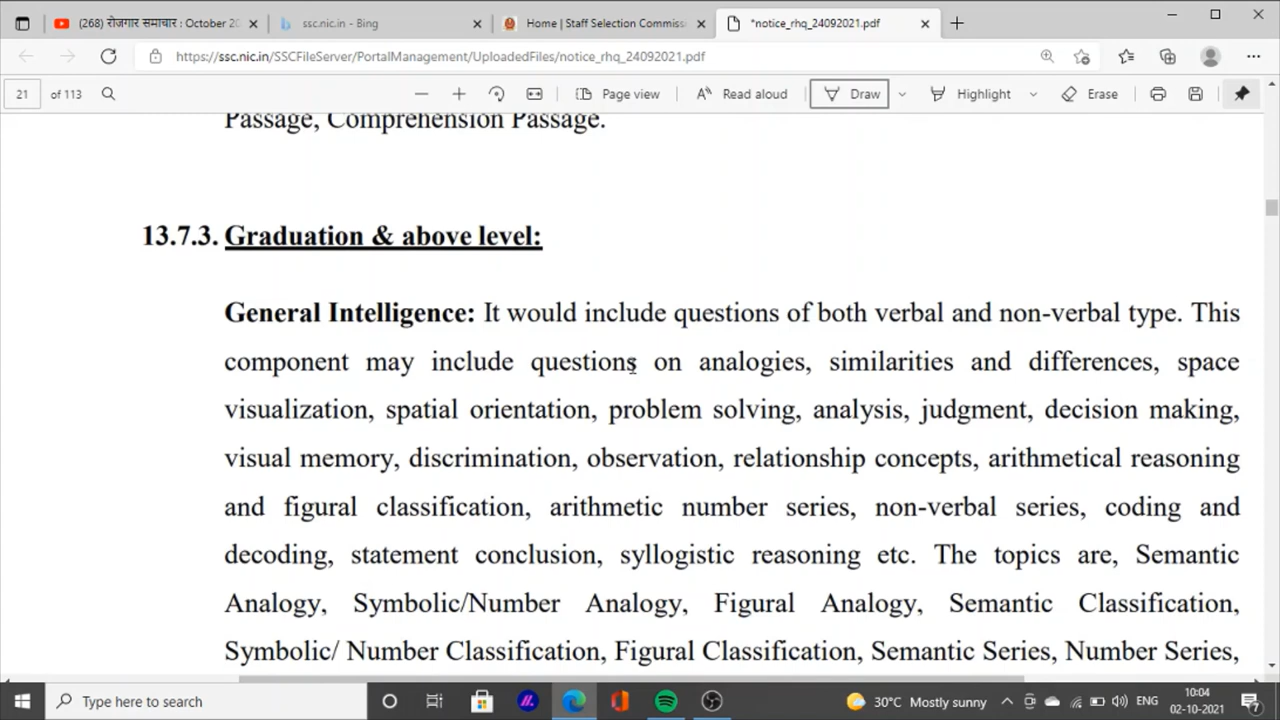 (268) रोजगार समाचार : October 20
ssc.nic.in - Bing
Home | Staff Selection Commiss
*notice_rhq_24092021.pdf
https://ssc.nic.in/SSCFileServer/PortalManagement/UploadedFiles/notice_rhq_24092021.pdf
21 of 113 Page view Read aloud Draw Highlight Erase
Passage, Comprehension Passage.
13.7.3. Graduation & above level:
General Intelligence: It would include questions of both verbal and non-verbal type. This
component may include questions on analogies, similarities and differences, space
visualization, spatial orientation, problem solving, analysis, judgment, decision making,
visual memory, discrimination, observation, relationship concepts, arithmetical reasoning
and figural classification, arithmetic number series, non-verbal series, coding and
decoding, statement conclusion, syllogistic reasoning etc. The topics are, Semantic
Analogy, Symbolic/Number Analogy, Figural Analogy, Semantic Classification,
Symbolic/ Number Classification, Figural Classification, Semantic Series, Number Series,
Type here to search
30°C Mostly sunny
ENG
10:04
02-10-2021
7